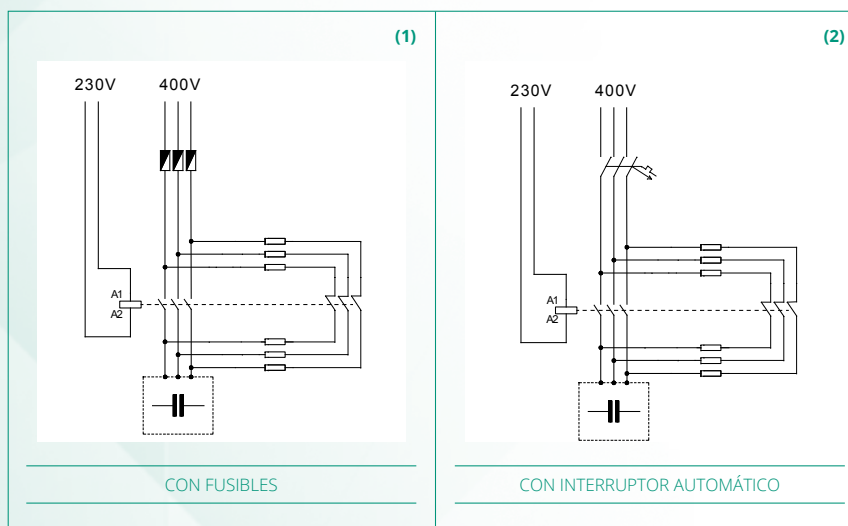 (1)
230V 400V
A1
A2
CON FUSIBLES
(2)
230V 400V
A1
A2
CON INTERRUPTOR AUTOMÁTICO